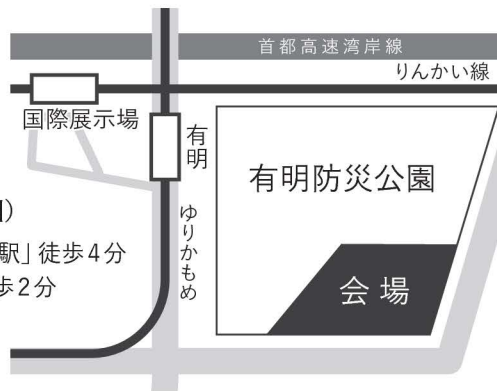 首都高速湾岸線
りんかい線
国際展示場
有明
有明防災公園
ゆりかもめ
駅」徒歩4分
歩2分
会場